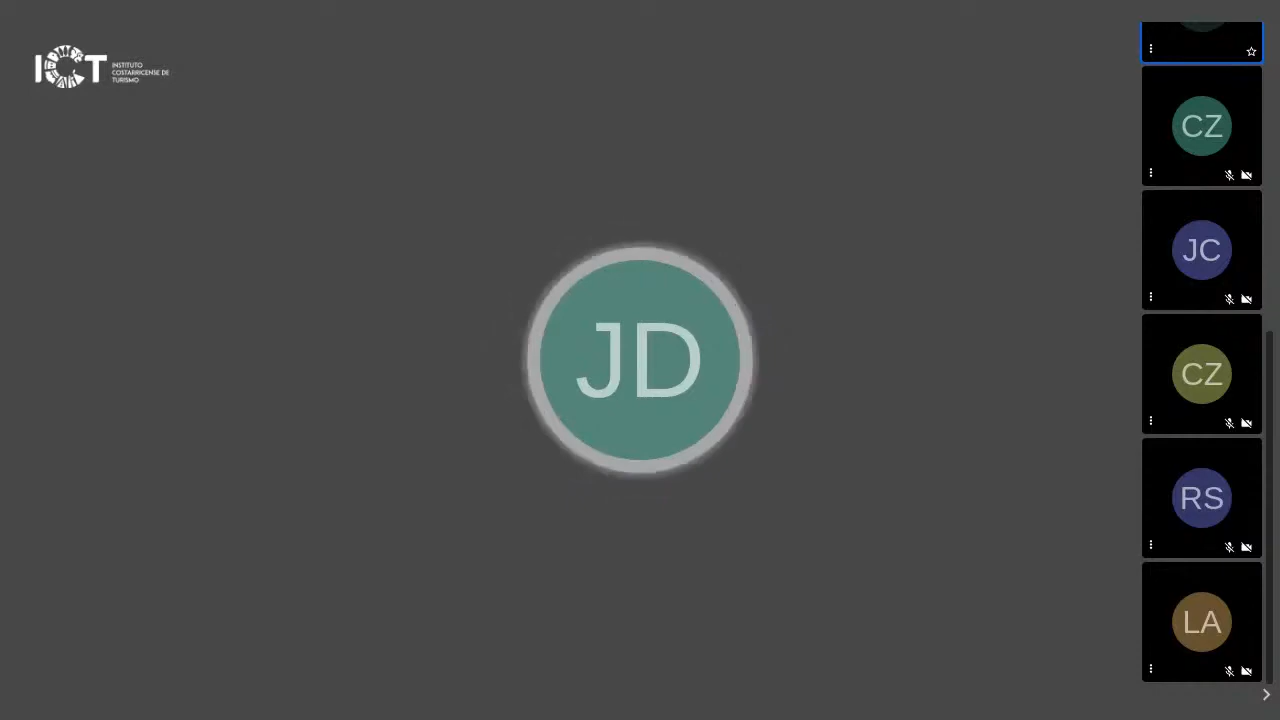 ICT
INSTITUTO
COSTARRICENSE DE
TURISMO
JD
CZ
JC
CZ
RS
LA